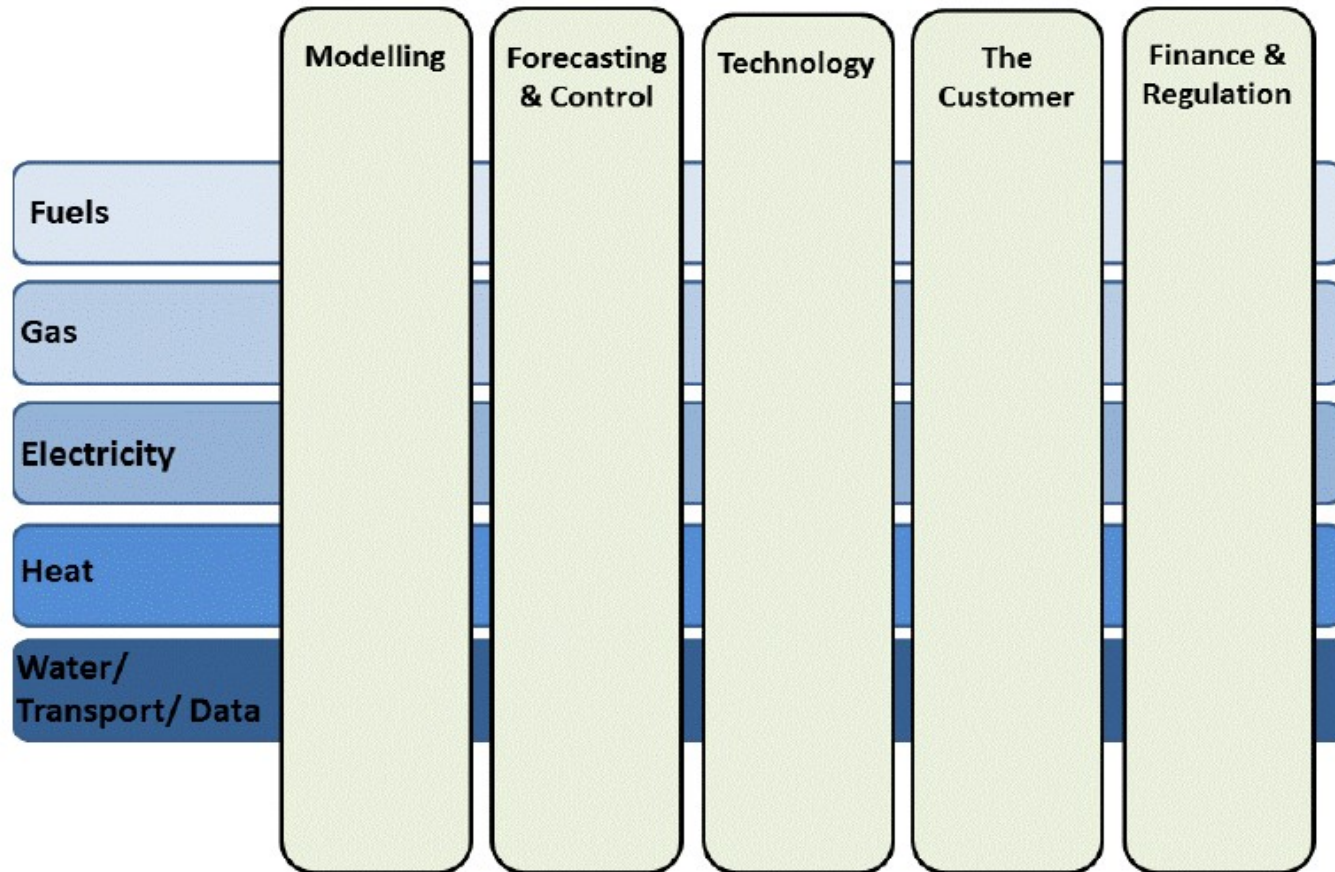 Modelling
Forecasting
& Control
Technology
The
Customer
Finance &
Regulation
Fuels
Gas
Electricity
Heat
Water/
Transport/ Data